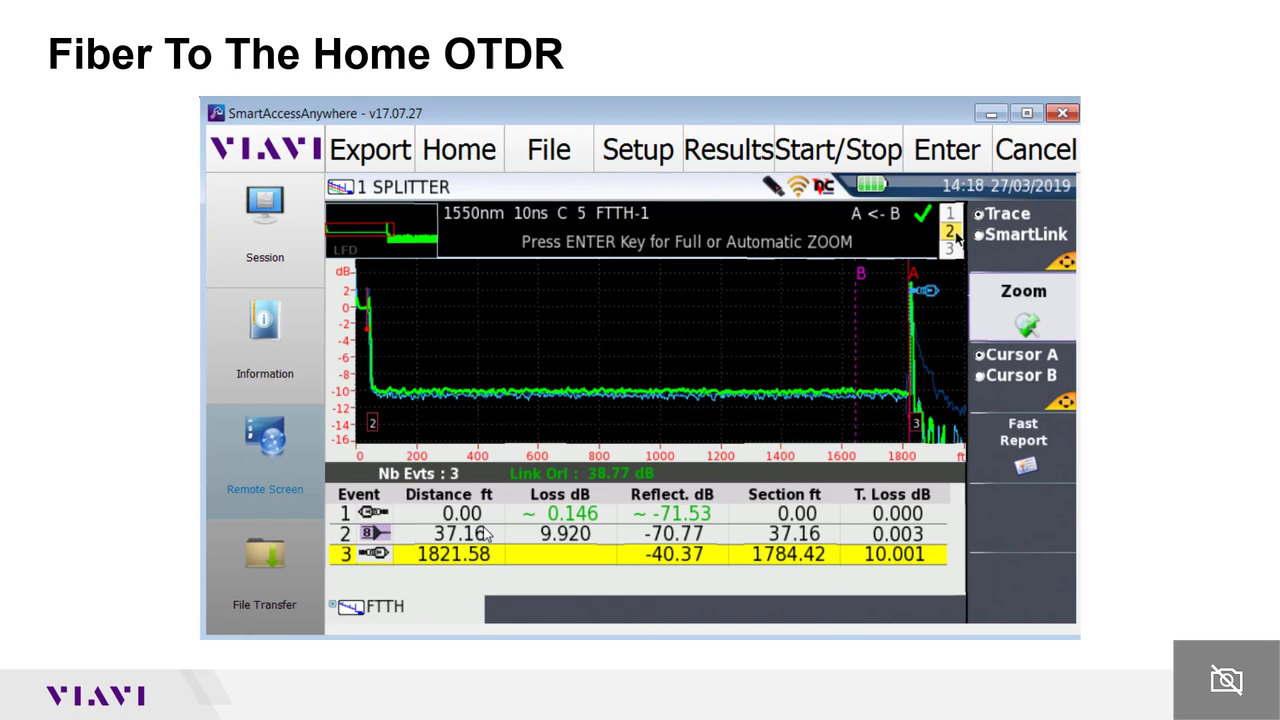 Fiber To The Home OTDR
SmartAccessAnywhere - v17.07.27
VIAVI Export Home File Setup Results Start/Stop Enter Cancel
1 SPLITTER 14:18 27/03/2019
Session
Information
Remote Screen
File Transfer
LFD
1550nm 10ns C 5 FTTH-1 A <- B 1
Press ENTER Key for Full or Automatic ZOOM 2
3
Trace
SmartLink
Zoom
Cursor A
Cursor B
Fast
Report
dB B A
2
0
-2
-4
-6
-8
-10
-12
-14
-16
2 3
0 200 400 600 800 1000 1200 1400 1600 1800 ft
Nb Evts : 3 Link Orl : 38.77 dB
Event Distance ft Loss dB Reflect. dB Section ft T. Loss dB
1 0.00 ~ 0.146 ~ -71.53 0.00 0.000
2 8 37.16 9.920 -70.77 37.16 0.003
3 1821.58 -40.37 1784.42 10.001
FTTH
VIAVI